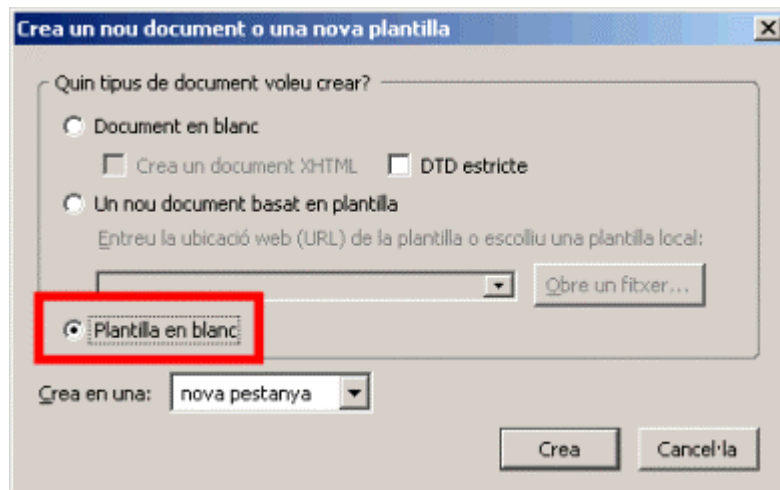 Crea un nou document o una nova plantilla
Quin tipus de document voleu crear?
Document en blanc
Crea un document XHTML DTD estricte
Un nou document basat en plantilla
Entreu la ubicació web (URL) de la plantilla o escolliu una plantilla local:
Obre un fitxer...
Plantilla en blanc
Crea en una: nova pestanya
Crea Cancel·la